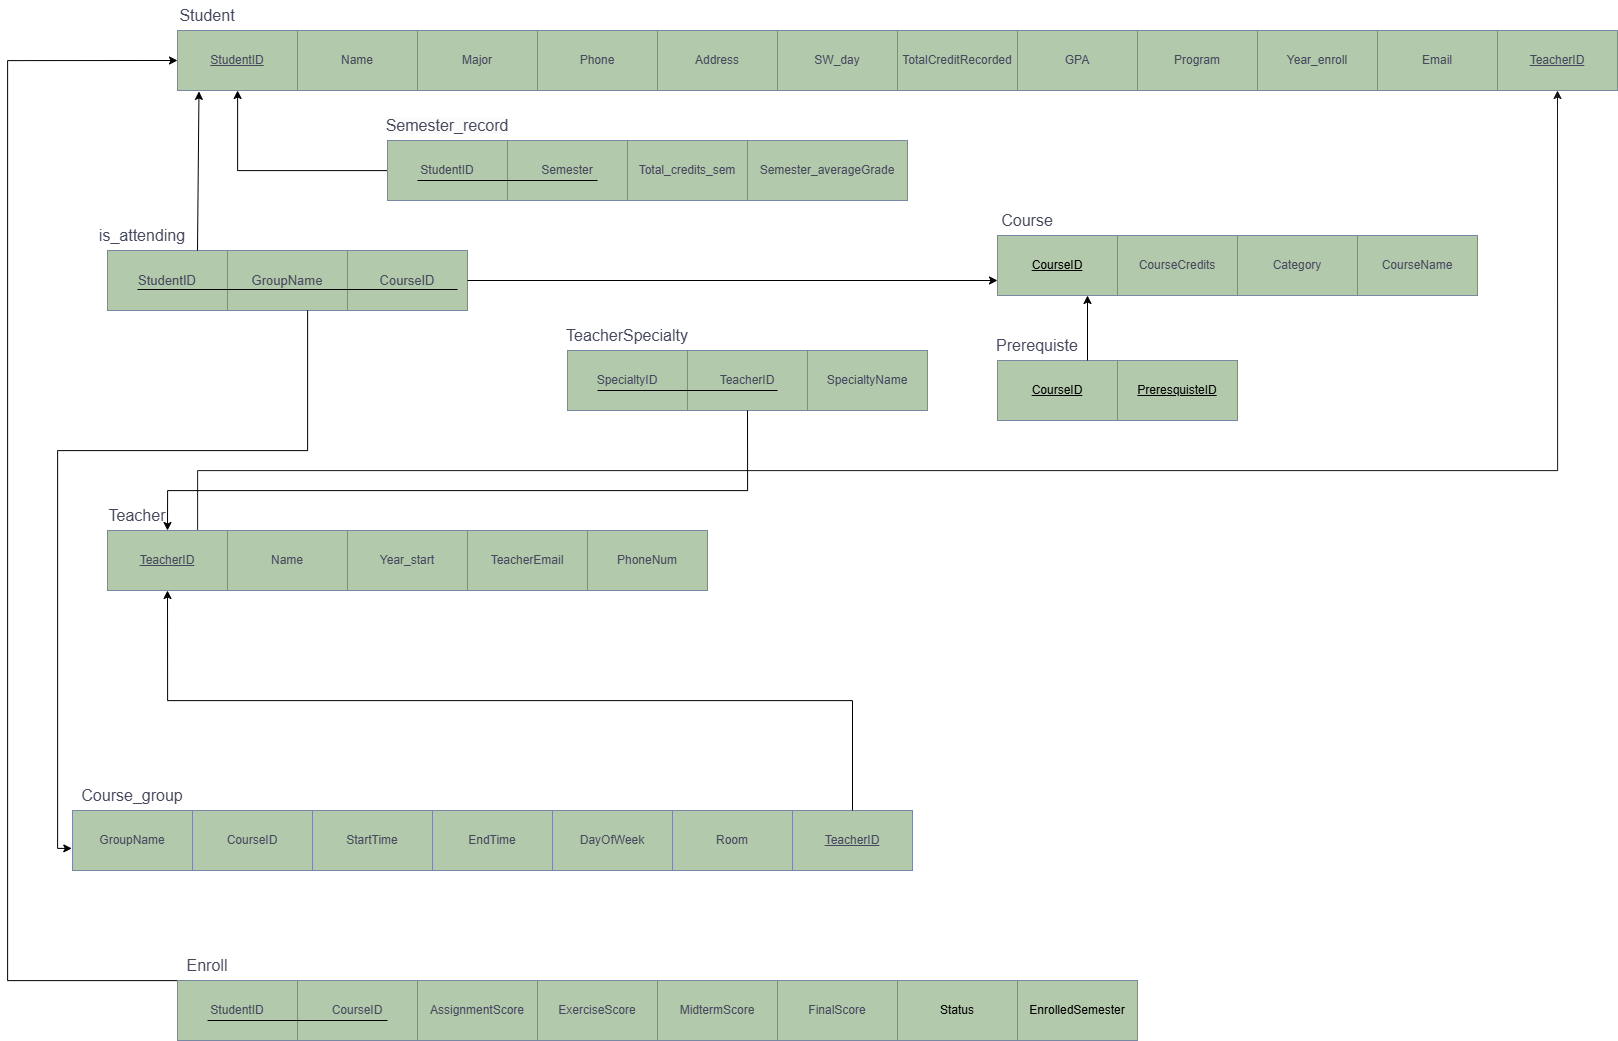 Student
StudentID Name Major Phone Address SW_day TotalCreditRecorded GPA Program Year_enroll Email TeacherID
Semester_record
StudentID Semester Total_credits_sem Semester_averageGrade
Course
is_attending
CourseID CourseCredits Category CourseName
StudentID GroupName CourseID
TeacherSpecialty
Prerequiste
SpecialtyID TeacherID SpecialtyName
CourseID PreresquisteID
Teacher
TeacherID Name Year_start TeacherEmail PhoneNum
Course_group
GroupName CourseID StartTime EndTime DayOfWeek Room TeacherID
Enroll
StudentID CourseID AssignmentScore ExerciseScore MidtermScore FinalScore Status EnrolledSemester